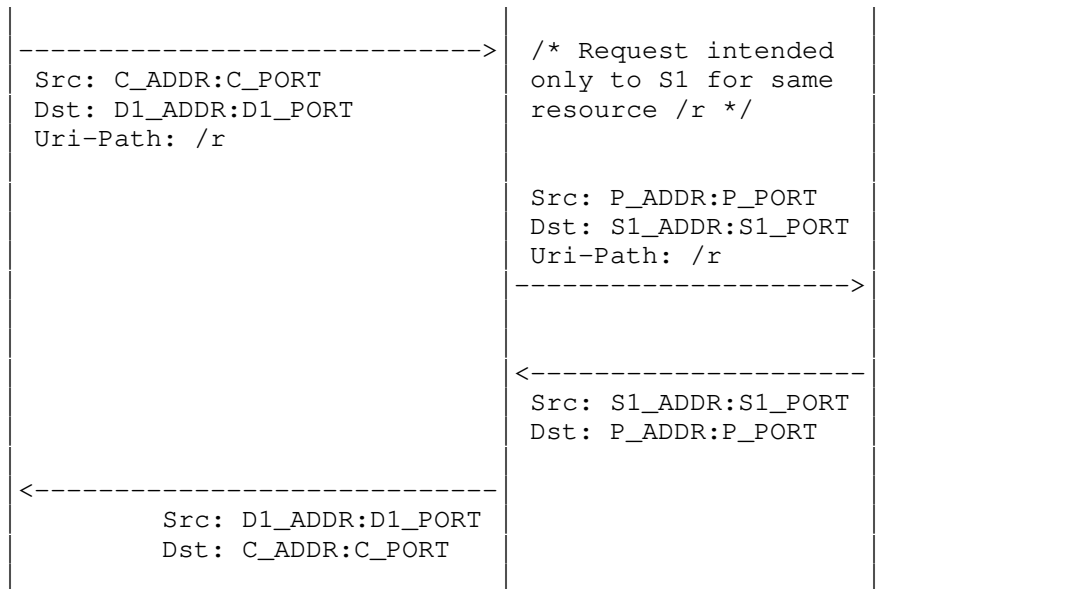 ------------------------------> /* Request intended
Src: C_ADDR:C_PORT only to S1 for same
Dst: D1_ADDR:D1_PORT resource /r */
Uri-Path: /r
Src: P_ADDR:P_PORT
Dst: S1_ADDR:S1_PORT
Uri-Path: /r
--------------------->
<---------------------
Src: S1_ADDR:S1_PORT
Dst: P_ADDR:P_PORT
<-----------------------------
Src: D1_ADDR:D1_PORT
Dst: C_ADDR:C_PORT